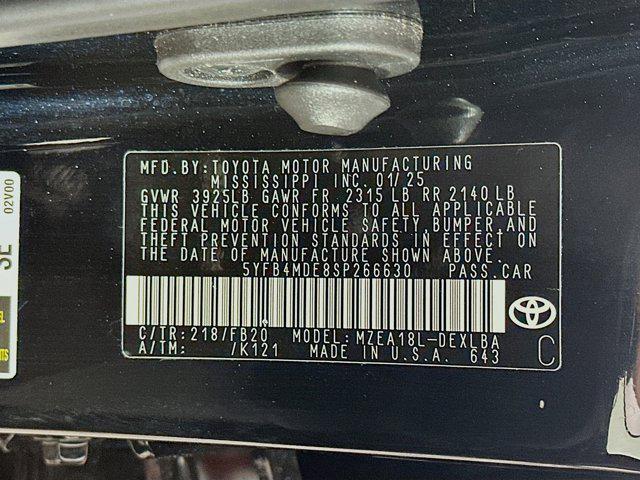 MFD.BY:TOYOTA MOTOR MANUFACTURING
MISSISSIPPI INC. 01/25
GVWR 3925LB GAWR FR 2315 LB RR 2140 LB
THIS VEHICLE CONFORMS TO ALL APPLICABLE
FEDERAL MOTOR VEHICLE SAFETY, BUMPER, AND
THEFT PREVENTION STANDARDS IN EFFECT ON
THE DATE OF MANUFACTURE SHOWN ABOVE.
5YFB4MDE8SP266630 PASS.CAR
C/TR:218/FB20 MODEL: MZEA18L-DEXLBA
A/TM: /K121 MADE IN U.S.A. 643
C
02V00